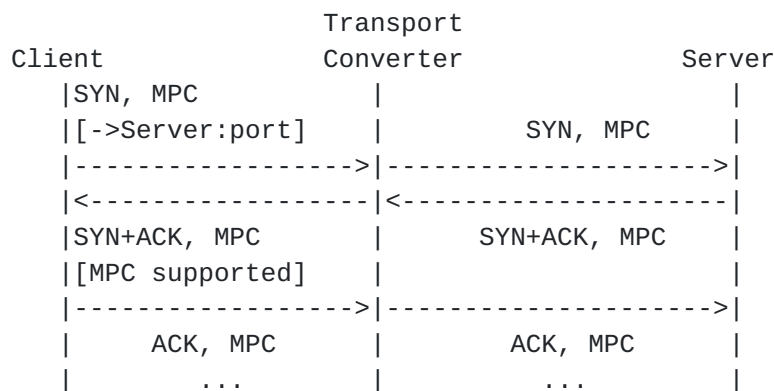 Transport
Client              Converter              Server
   |SYN, MPC           |                      |
   |[->Server:port]    |         SYN, MPC     |
   |------------------>|--------------------->|
   |<------------------|<---------------------|
   |SYN+ACK, MPC       |      SYN+ACK, MPC    |
   |[MPC supported]    |                      |
   |------------------>|--------------------->|
   |     ACK, MPC      |        ACK, MPC      |
   |        ...        |          ...         |